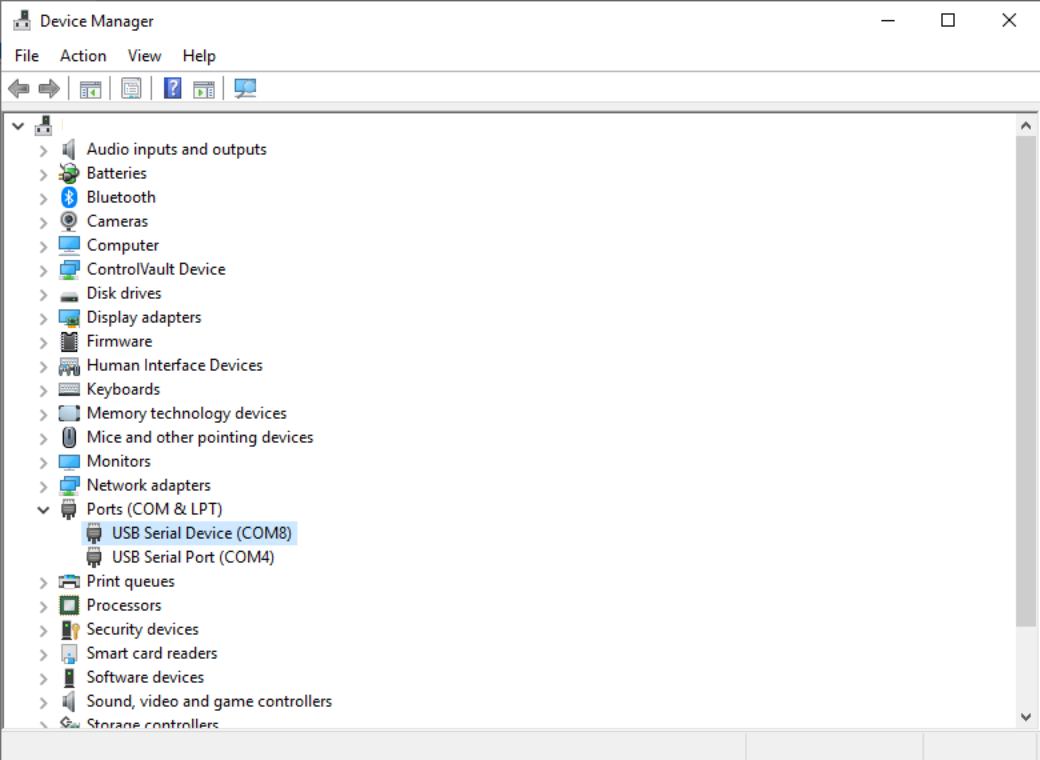 Device Manager
File Action View Help
Audio inputs and outputs
Batteries
Bluetooth
Cameras
Computer
ControlVault Device
Disk drives
Display adapters
Firmware
Human Interface Devices
Keyboards
Memory technology devices
Mice and other pointing devices
Monitors
Network adapters
Ports (COM & LPT)
USB Serial Device (COM8)
USB Serial Port (COM4)
Print queues
Processors
Security devices
Smart card readers
Software devices
Sound, video and game controllers
Storage controllers